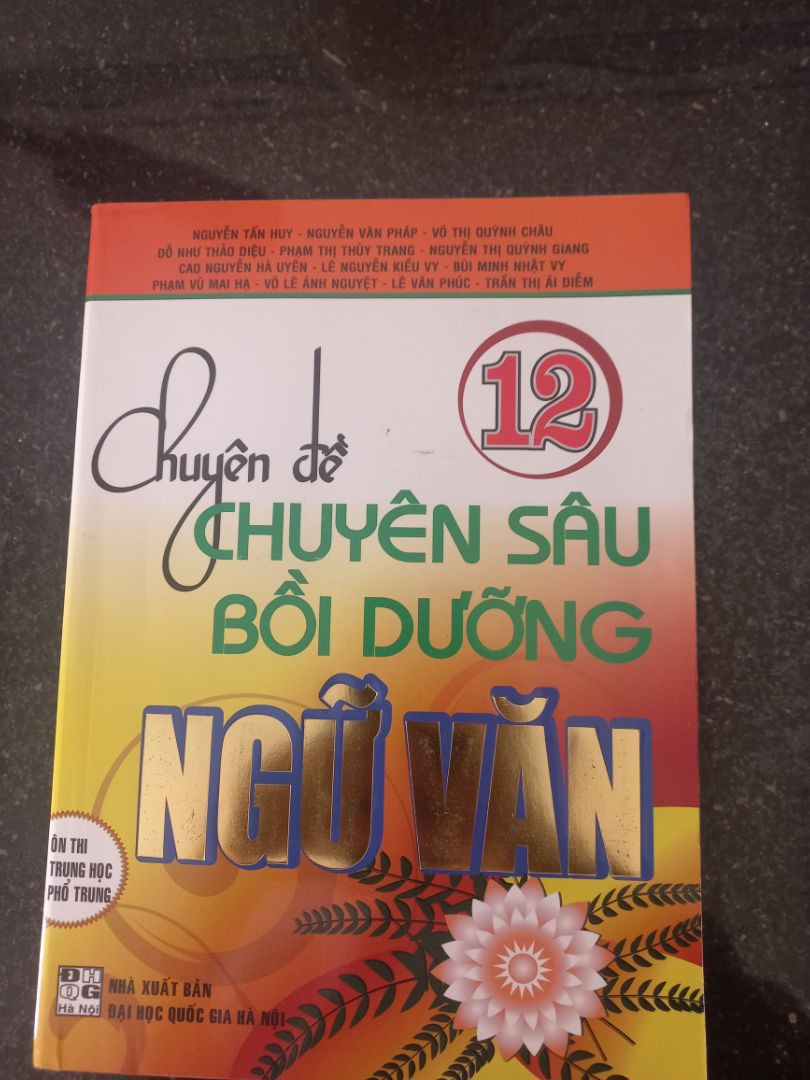 NGUYỄN TẤN HUY - NGUYỄN VĂN PHÁP - VÕ THỊ QUỲNH CHÂU
ĐỖ NHƯ THẢO DIỆU - PHẠM THỊ THÙY TRANG - NGUYỄN THỊ QUỲNH GIANG
CAO NGUYỄN HÀ UYÊN - LÊ NGUYỄN KIỀU VY - BÙI MINH NHẬT VY
PHẠM VŨ MAI HẠ - VÕ LÊ ÁNH NGUYỆT - LÊ VĂN PHÚC - TRẦN THỊ ÁI DIỄM
12
Chuyên đề
CHUYÊN SÂU
BỒI DƯỠNG
NGỮ VĂN
ÔN THI
TRUNG HỌC
PHỔ TRUNG
ĐH
QG
Hà Nội
NHÀ XUẤT BẢN
ĐẠI HỌC QUỐC GIA HÀ NỘI